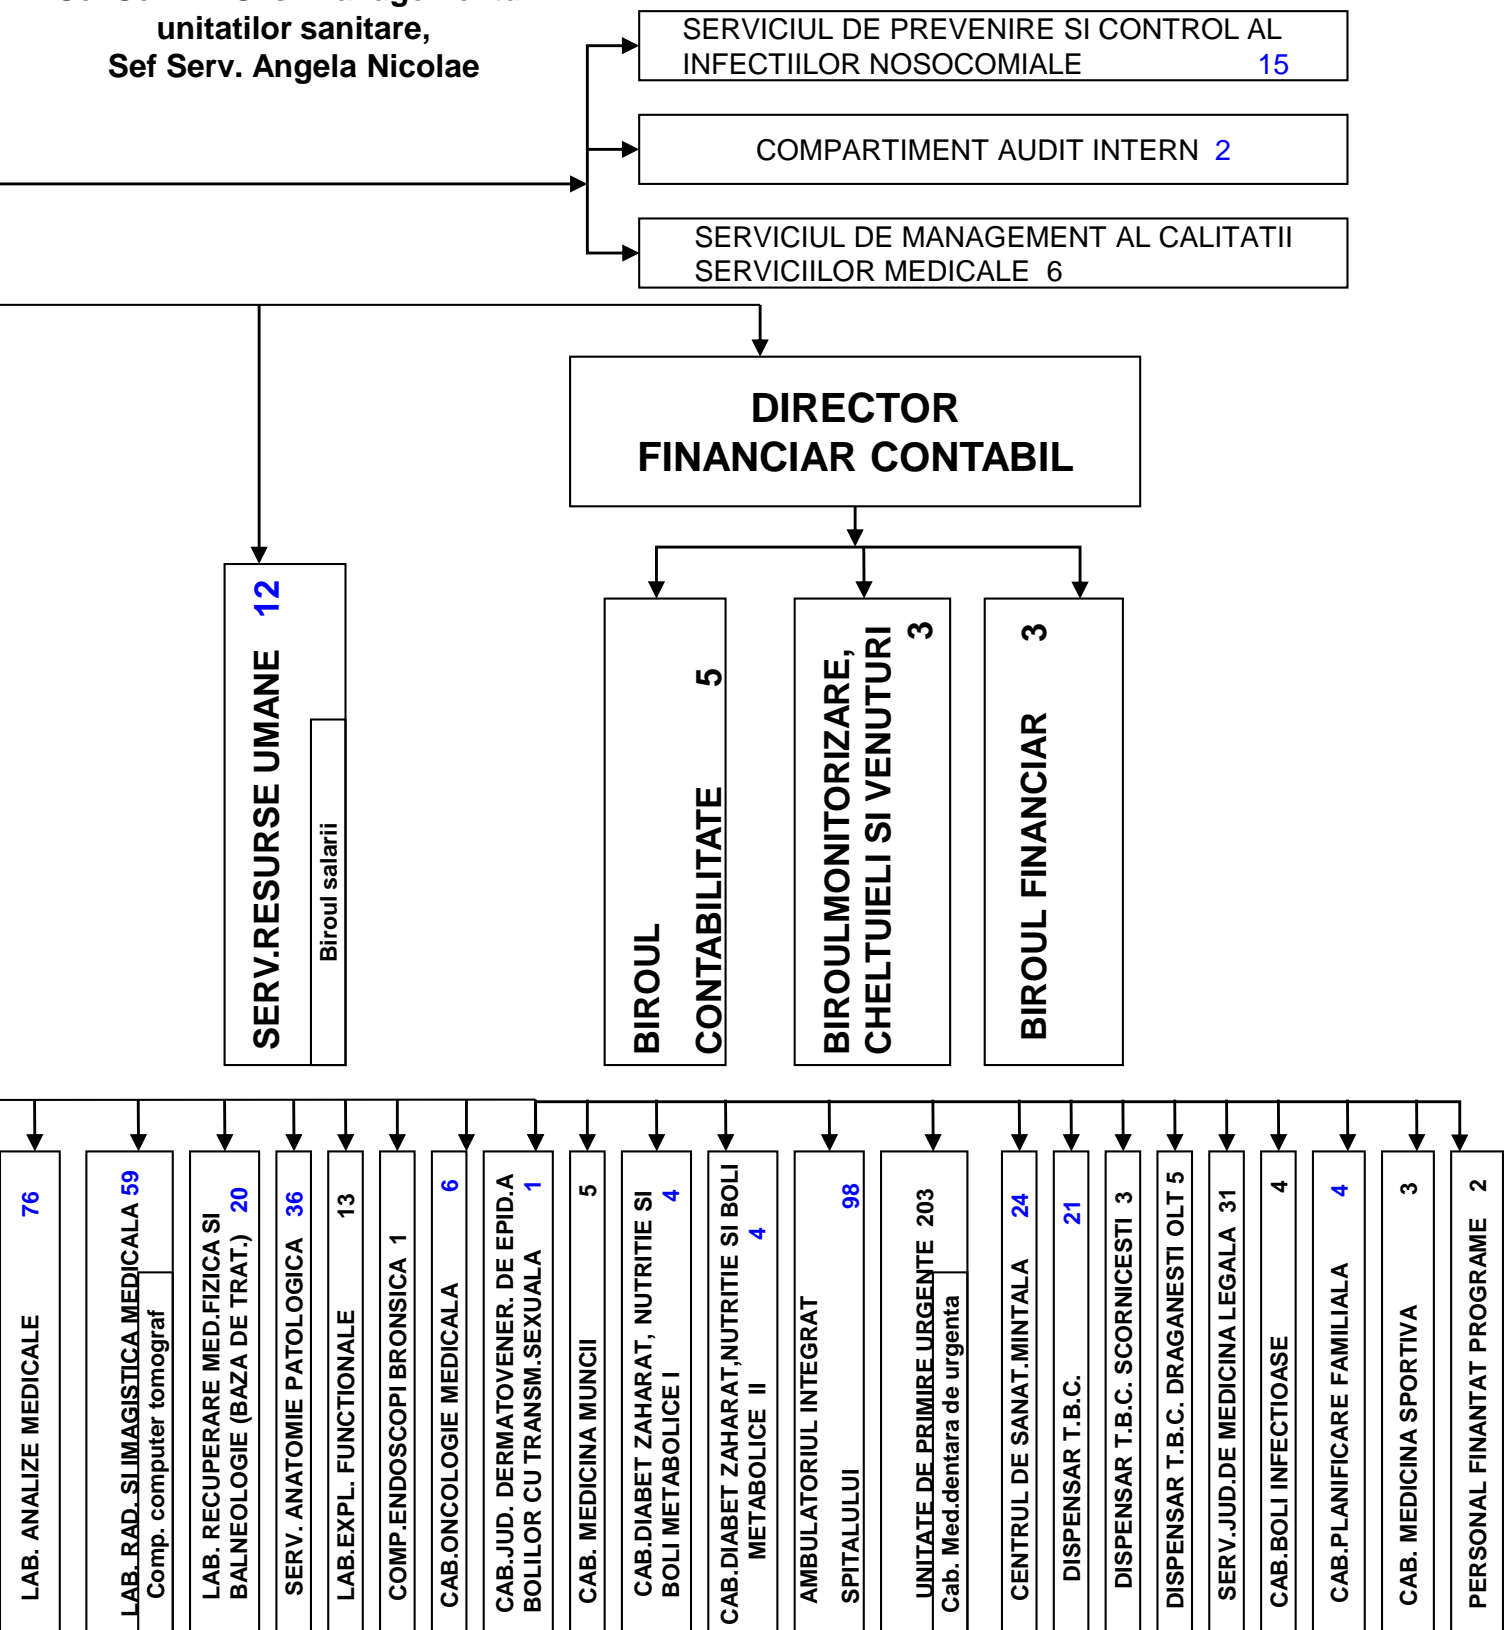 unitatilor sanitare,
Sef Serv. Angela Nicolae
SERVICIUL DE PREVENIRE SI CONTROL AL
INFECTIILOR NOSOCOMIALE 15
COMPARTIMENT AUDIT INTERN 2
SERVICIUL DE MANAGEMENT AL CALITATII
SERVICIILOR MEDICALE 6
DIRECTOR
FINANCIAR CONTABIL
SERV.RESURSE UMANE 12
Biroul salarii
BIROUL
CONTABILITATE 5
BIROULMONITORIZARE,
CHELTUIELI SI VENUTURI
3
BIROUL FINANCIAR 3
LAB. ANALIZE MEDICALE 76
LAB. RAD. SI IMAGISTICA MEDICALA 59
Comp. computer tomograf
LAB. RECUPERARE MED.FIZICA SI
BALNEOLOGIE (BAZA DE TRAT.) 20
SERV. ANATOMIE PATOLOGICA 36
LAB.EXPL. FUNCTIONALE 13
COMP.ENDOSCOPI BRONSICA 1
CAB.ONCOLOGIE MEDICALA 6
CAB.JUD. DERMATOVENER. DE EPID.A
BOLILOR CU TRANSM.SEXUALA 1
CAB. MEDICINA MUNCII 5
CAB.DIABET ZAHARAT, NUTRITIE SI
BOLI METABOLICE I 4
CAB.DIABET ZAHARAT,NUTRITIE SI BOLI
METABOLICE II 4
AMBULATORIUL INTEGRAT
SPITALULUI 98
UNITATE DE PRIMIRE URGENTE 203
Cab. Med.dentara de urgenta
CENTRUL DE SANAT.MINTALA 24
DISPENSAR T.B.C. 21
DISPENSAR T.B.C. SCORNICESTI 3
DISPENSAR T.B.C. DRAGANESTI OLT 5
SERV.JUD.DE MEDICINA LEGALA 31
CAB.BOLI INFECTIOASE 4
CAB.PLANIFICARE FAMILIALA 4
CAB. MEDICINA SPORTIVA 3
PERSONAL FINANTAT PROGRAME 2